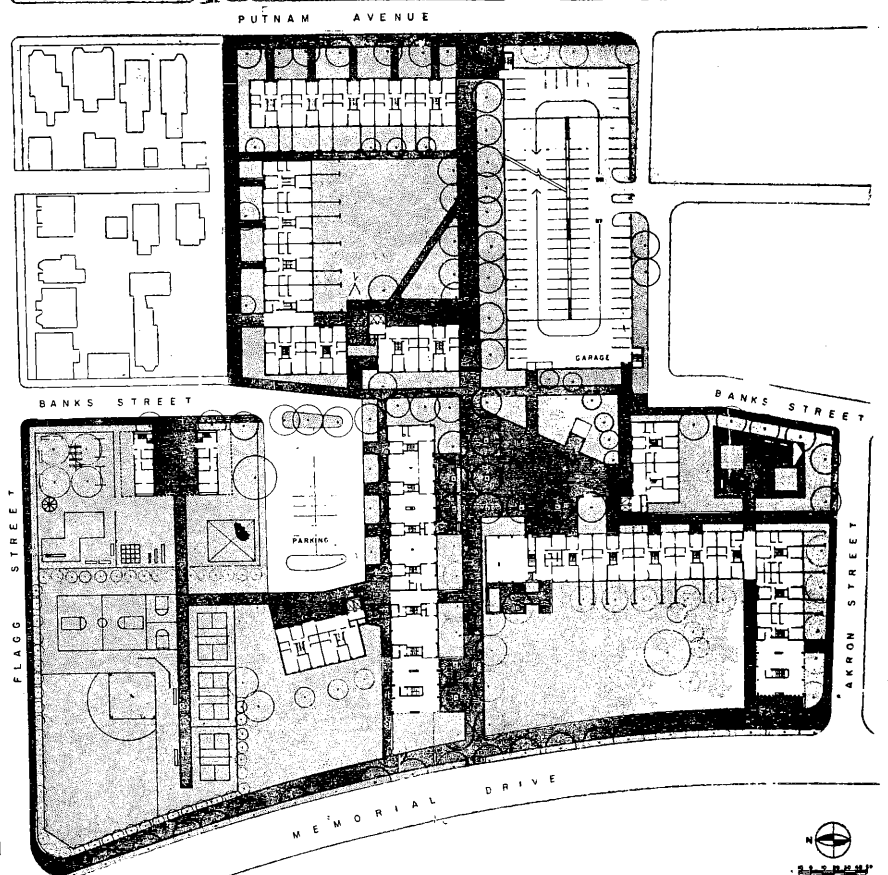 PUTNAM AVENUE
GARAGE
BANKS STREET
BANKS STREET
PARKING
FLAGG STREET
AKRON STREET
MEMORIAL DRIVE
N